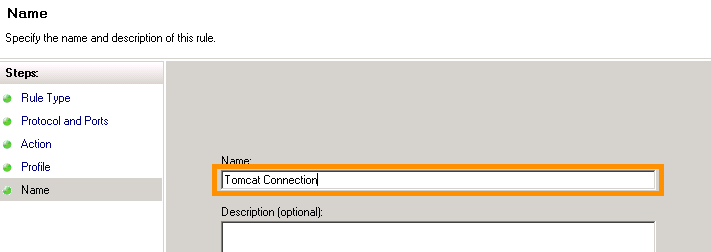 Name
Specify the name and description of this rule.
Steps:
Rule Type
Protocol and Ports
Action
Profile
Name
Name:
Tomcat Connection
Description (optional):